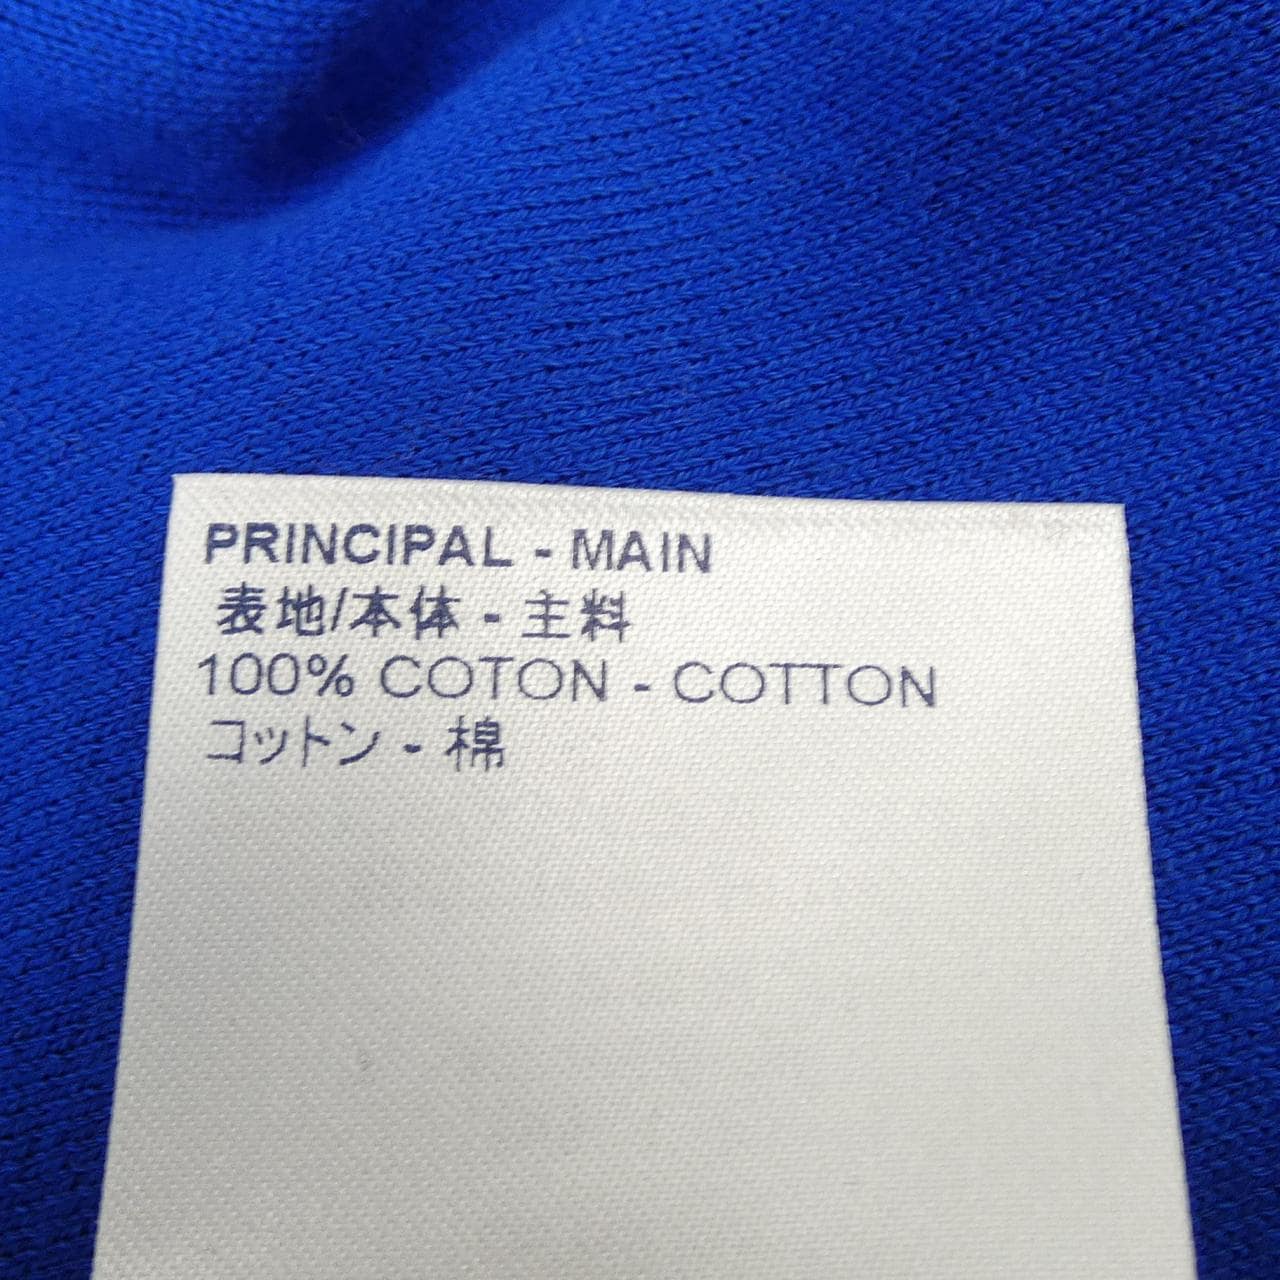 PRINCIPAL - MAIN
表地/本体 - 主料
100% COTON - COTTON
コットン - 棉